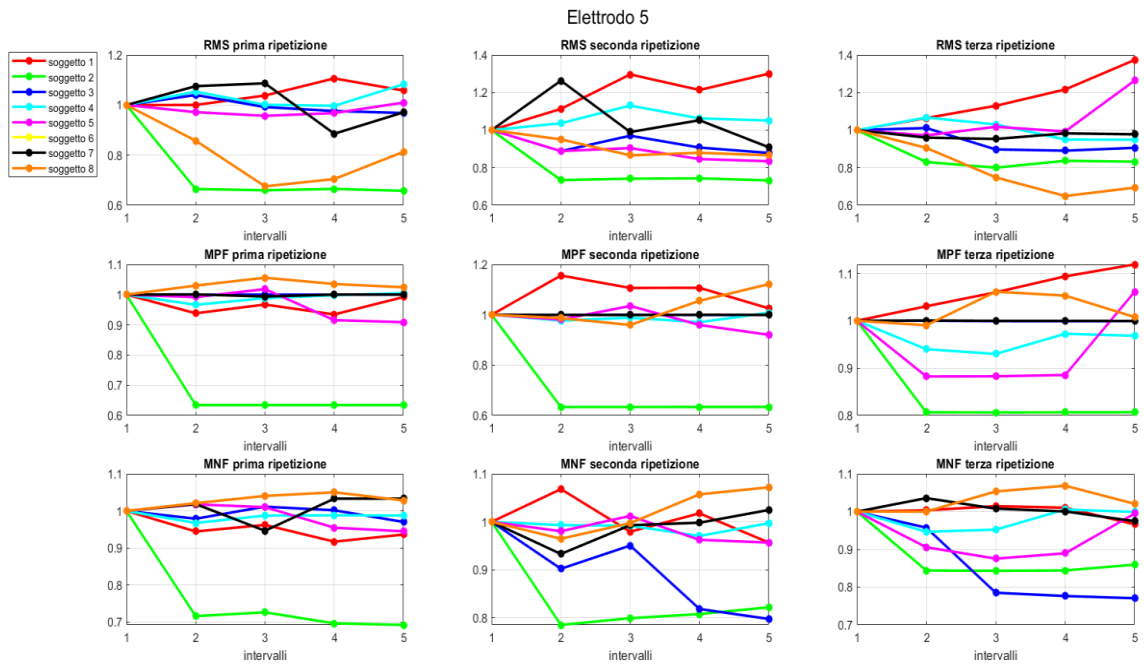 Elettrodo 5
soggetto 1
soggetto 2
soggetto 3
soggetto 4
soggetto 5
soggetto 6
soggetto 7
soggetto 8
RMS prima ripetizione
1.2
1
0.8
0.6
1 2 3 4 5
intervalli
RMS seconda ripetizione
1.4
1.2
1
0.8
0.6
1 2 3 4 5
intervalli
RMS terza ripetizione
1.4
1.2
1
0.8
0.6
1 2 3 4 5
intervalli
MPF prima ripetizione
1.1
1
0.9
0.8
0.7
0.6
1 2 3 4 5
intervalli
MPF seconda ripetizione
1.2
1
0.8
0.6
1 2 3 4 5
intervalli
MPF terza ripetizione
1.1
1
0.9
0.8
1 2 3 4 5
intervalli
MNF prima ripetizione
1.1
1
0.9
0.8
0.7
1 2 3 4 5
intervalli
MNF seconda ripetizione
1.1
1
0.9
0.8
1 2 3 4 5
intervalli
MNF terza ripetizione
1.1
1
0.9
0.8
0.7
1 2 3 4 5
intervalli